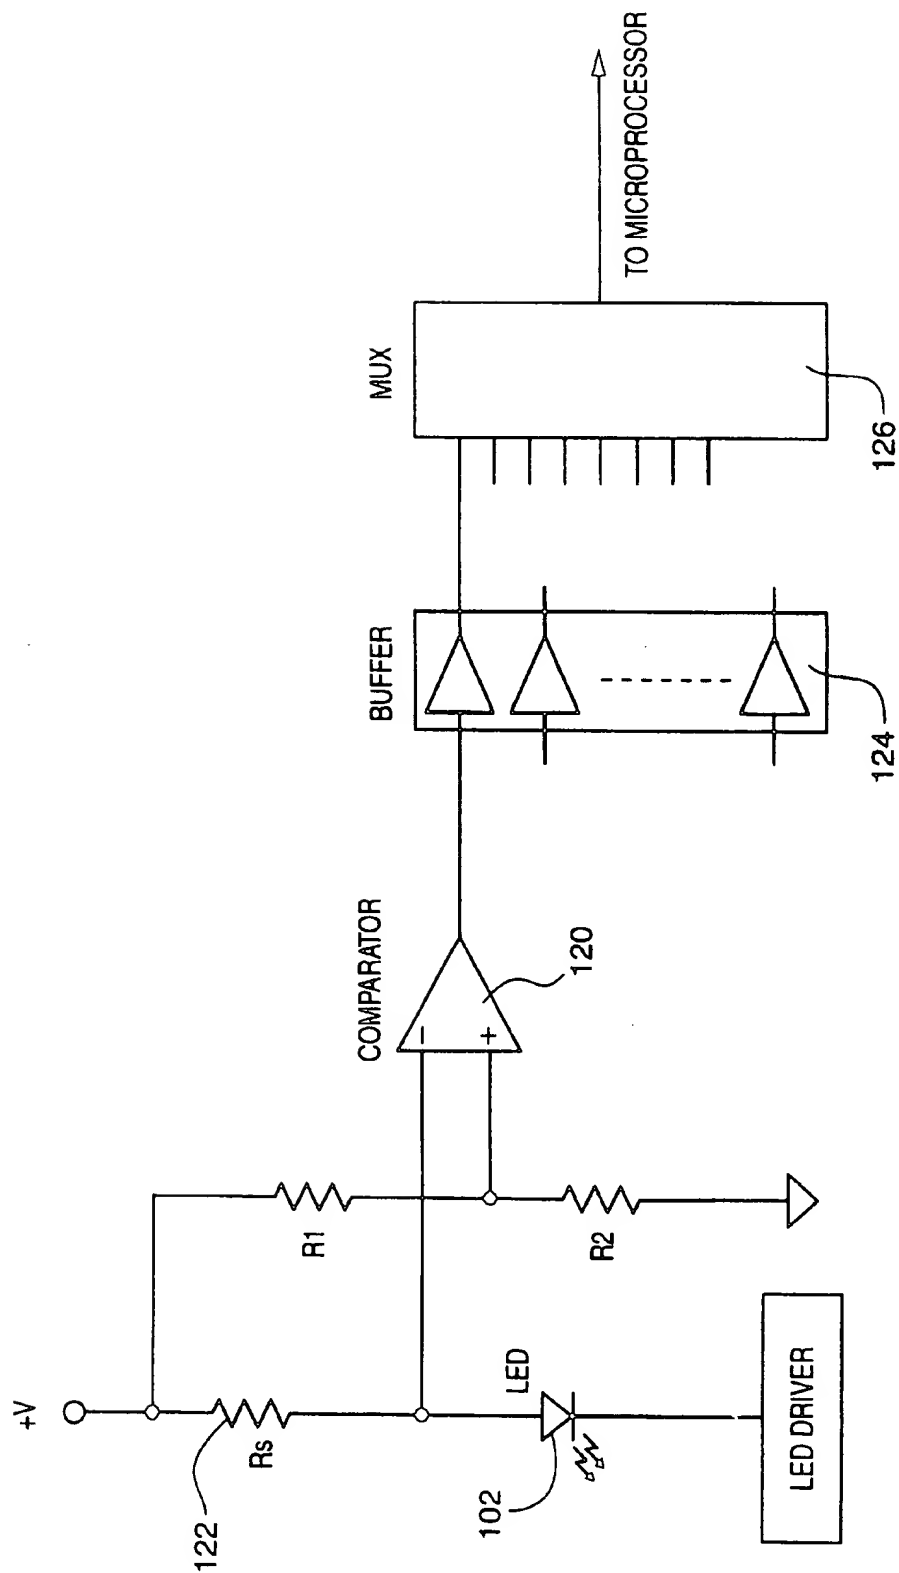 +V
122
Rs
R1
102
LED
LED DRIVER
R2
COMPARATOR
−
+
120
BUFFER
124
MUX
126
TO MICROPROCESSOR